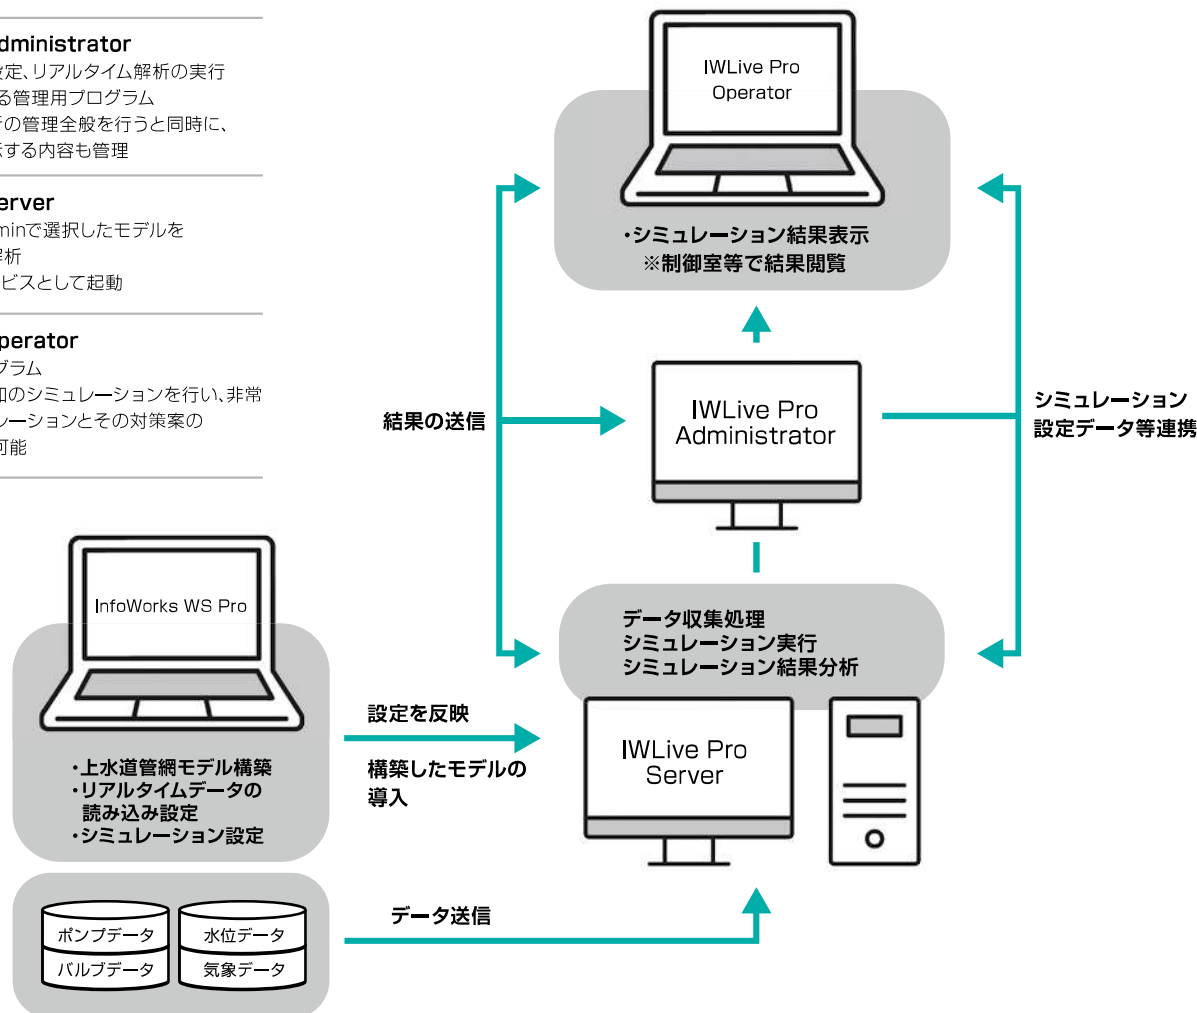 dministrator
定、リアルタイム解析の実行
る管理用プログラム
の管理全般を行うと同時に、
する内容も管理
erver
minで選択したモデルを
解析
ビスとして起動
perator
グラム
加のシミュレーションを行い、非常
レーションとその対策案の
可能
IWLive Pro
Operator
・シミュレーション結果表示
※制御室等で結果閲覧
結果の送信
IWLive Pro
Administrator
シミュレーション
設定データ等連携
InfoWorks WS Pro
・上水道管網モデル構築
・リアルタイムデータの
読み込み設定
・シミュレーション設定
設定を反映
構築したモデルの
導入
データ収集処理
シミュレーション実行
シミュレーション結果分析
IWLive Pro
Server
データ送信
ポンプデータ
バルブデータ
水位データ
気象データ